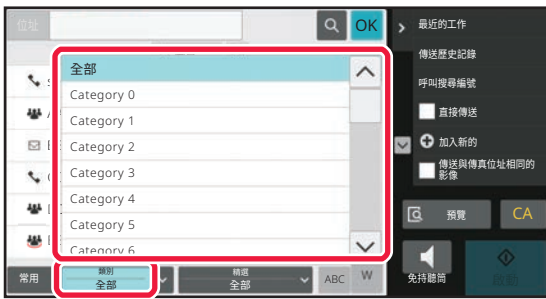 位址
OK
全部
Category 0
Category 1
Category 2
Category 3
Category 4
Category 5
Category 6
常用
類別
全部
精選
全部
ABC
W
最近的工作
傳送歷史記錄
呼叫搜尋編號
直接傳送
加入新的
傳送與傳真位址相同的
影像
預覽
CA
免持聽筒
啟動